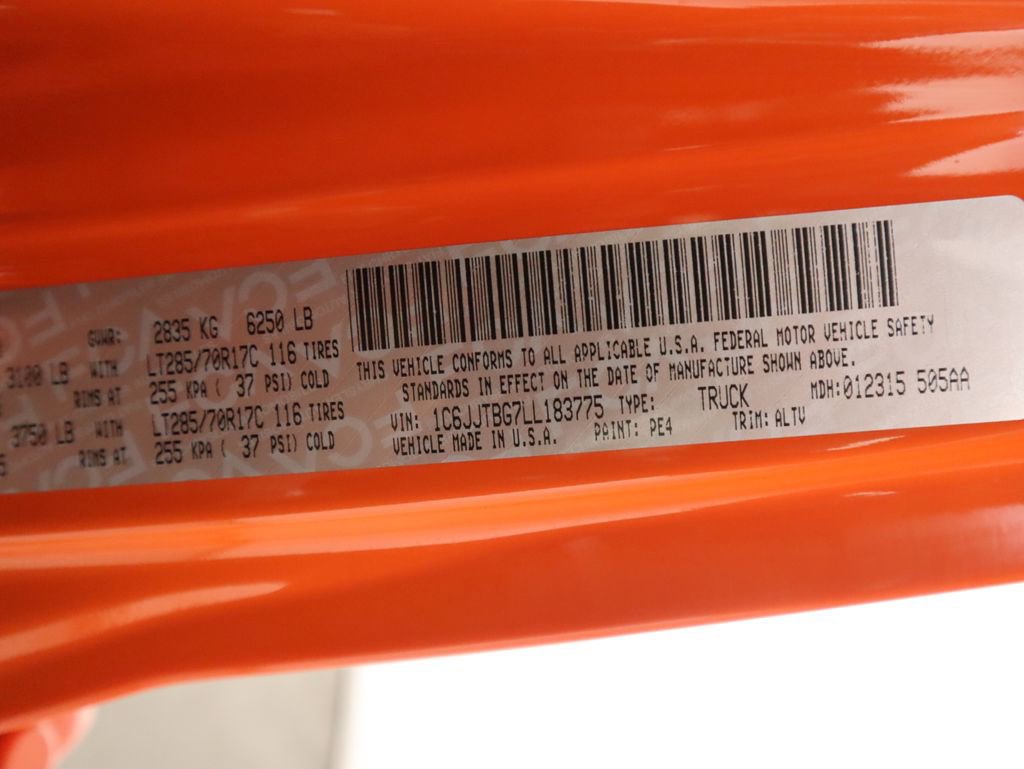 GVWR: 2835 KG 6250 LB
3100 LB WITH LT285/70R17C 116 TIRES
RIMS AT 255 KPA ( 37 PSI) COLD
3750 LB WITH LT285/70R17C 116 TIRES
RIMS AT 255 KPA ( 37 PSI) COLD
THIS VEHICLE CONFORMS TO ALL APPLICABLE U.S.A. FEDERAL MOTOR VEHICLE SAFETY
STANDARDS IN EFFECT ON THE DATE OF MANUFACTURE SHOWN ABOVE.
VIN: 1C6JJTBG7LL183775 TYPE: TRUCK MDH:012315 505AA
VEHICLE MADE IN U.S.A. PAINT: PE4 TRIM: ALTV